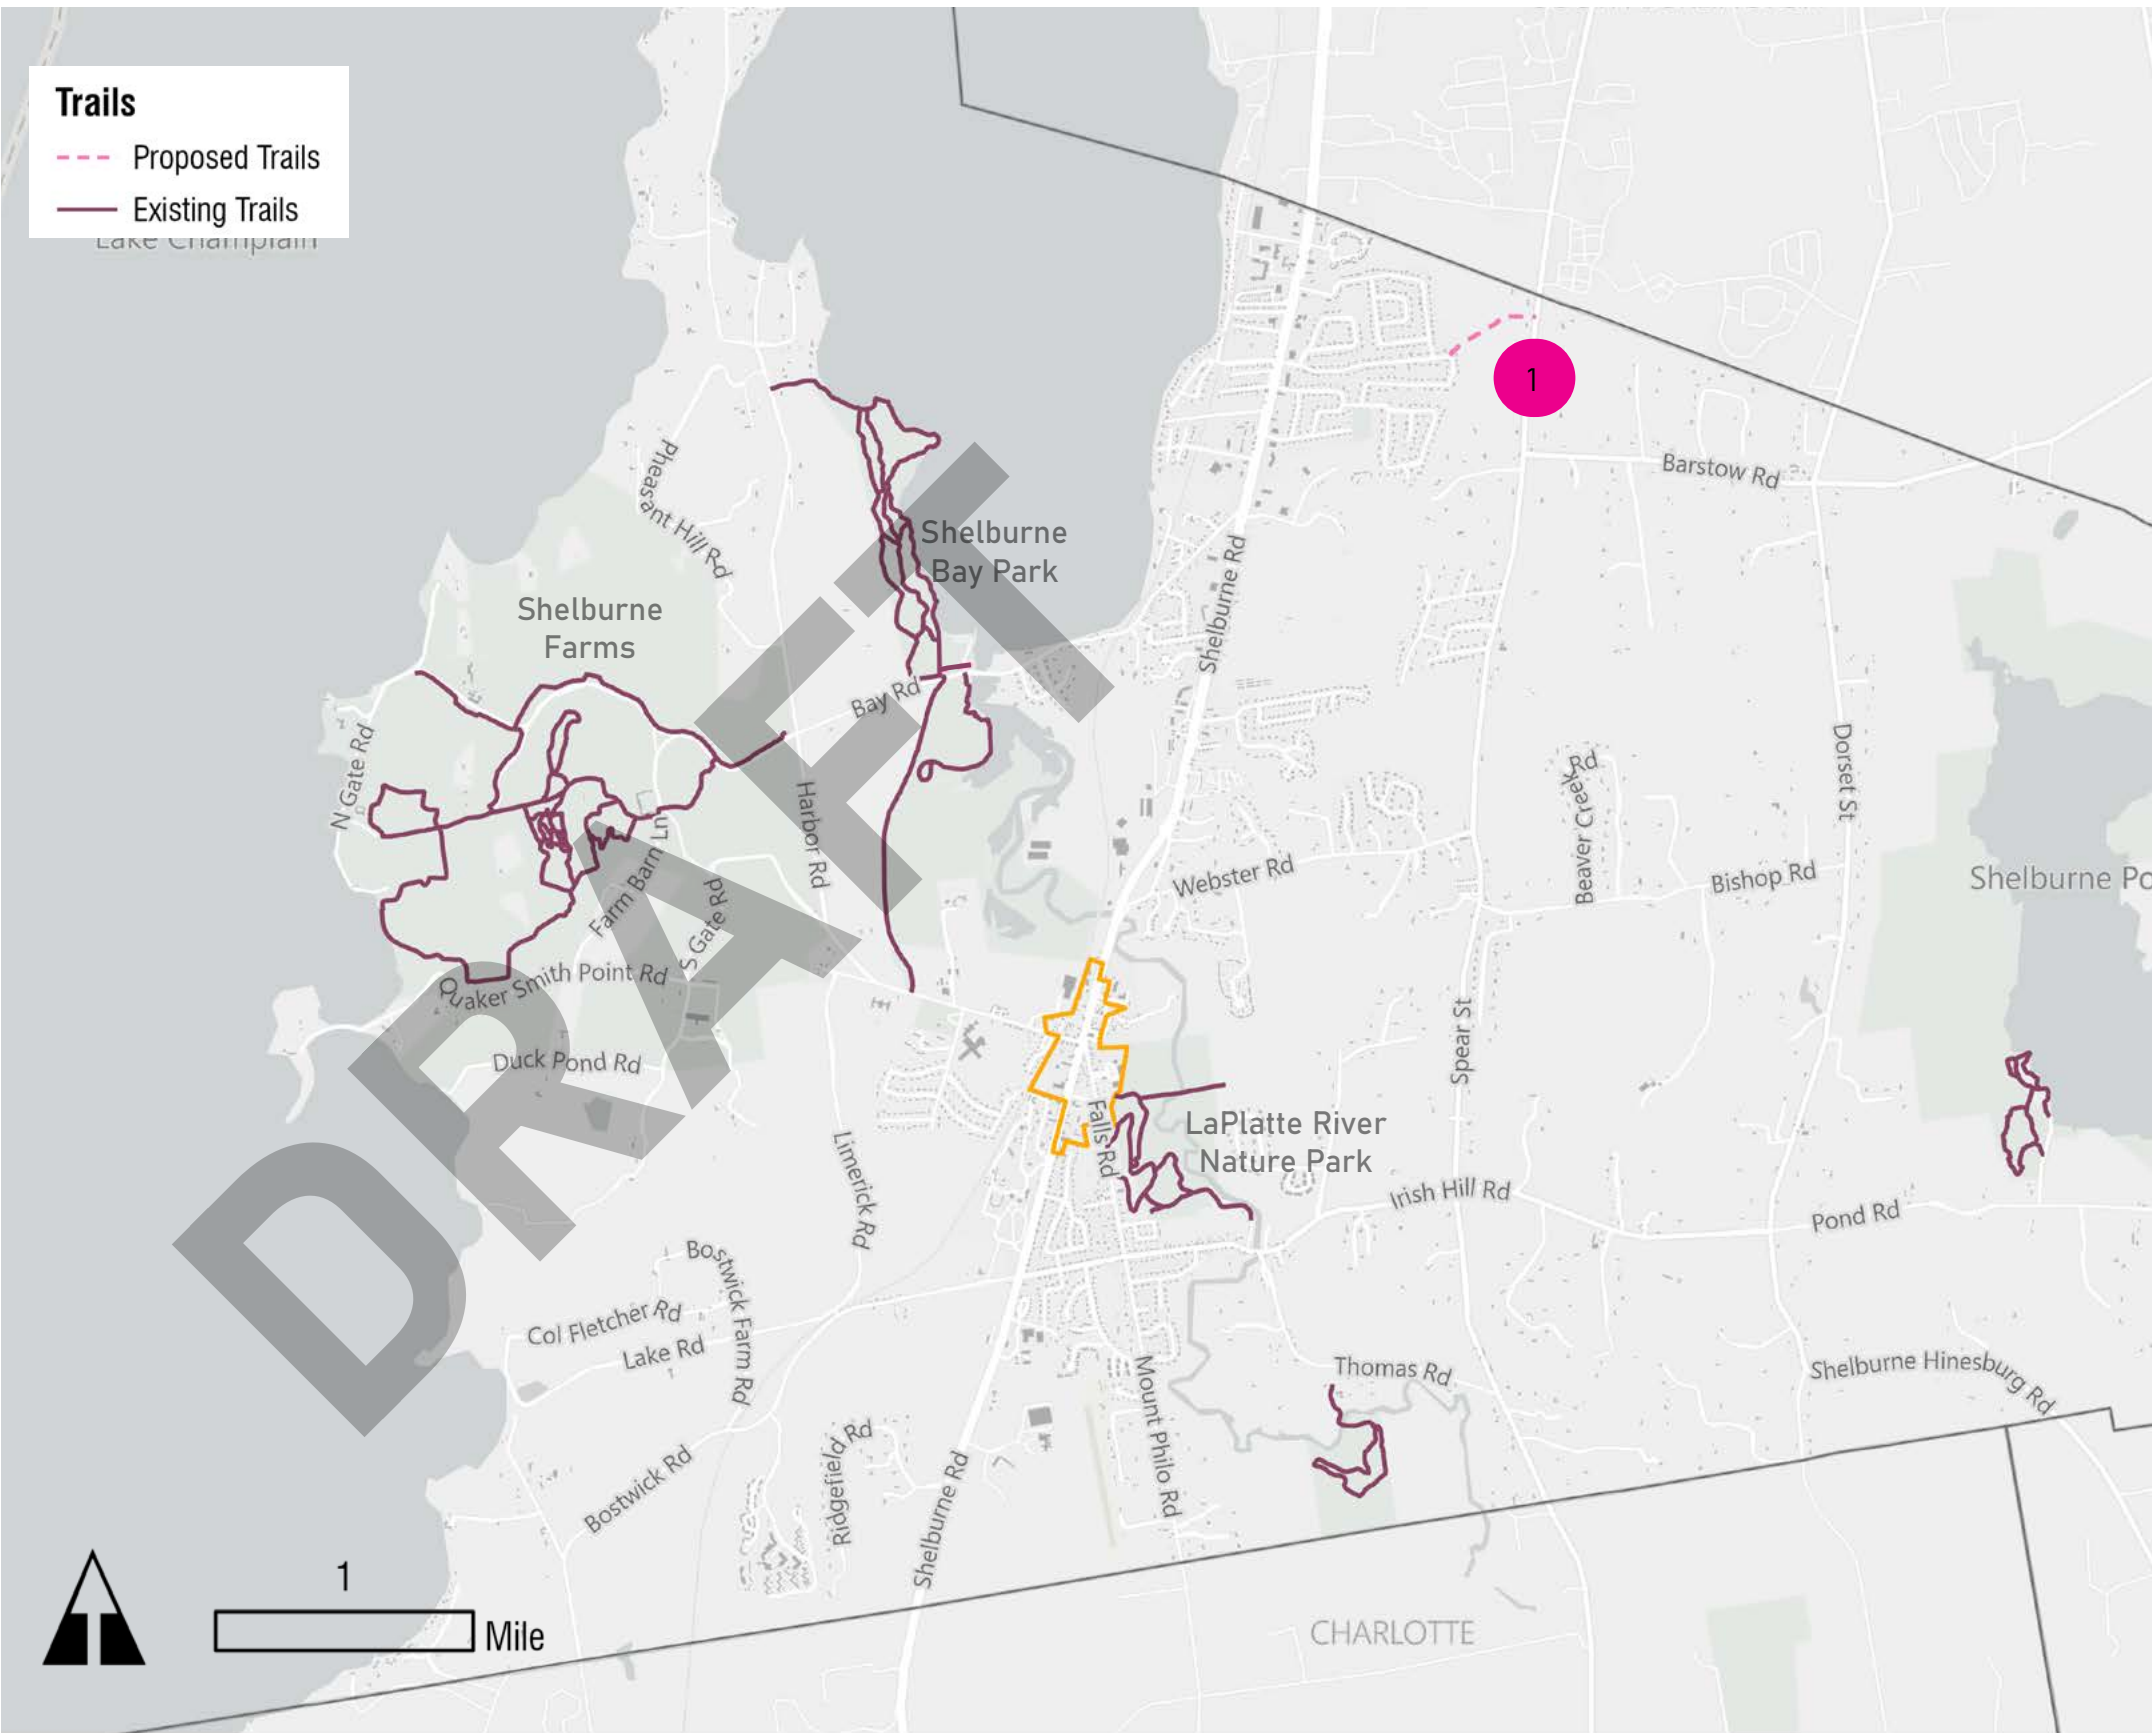 Trails
Proposed Trails
Existing Trails
Lake Champlain
1
Barstow Rd
Pheasant Hill Rd
Shelburne
Bay Park
Shelburne Rd
Shelburne
Farms
Bay Rd
N Gate Rd
Harbor Rd
Beaver Creek Rd
Dorset St
Farm Barn Ln
S Gate Rd
Webster Rd
Bishop Rd
Shelburne Po
Quaker Smith Point Rd
Duck Pond Rd
Spear St
Falls Rd
LaPlatte River
Nature Park
Limerick Rd
Irish Hill Rd
Pond Rd
Bostwick Farm Rd
Col Fletcher Rd
Lake Rd
Thomas Rd
Shelburne Hinesburg Rd
Mount Philo Rd
Ridgefield Rd
Bostwick Rd
Shelburne Rd
1
Mile
CHARLOTTE
DRAFT